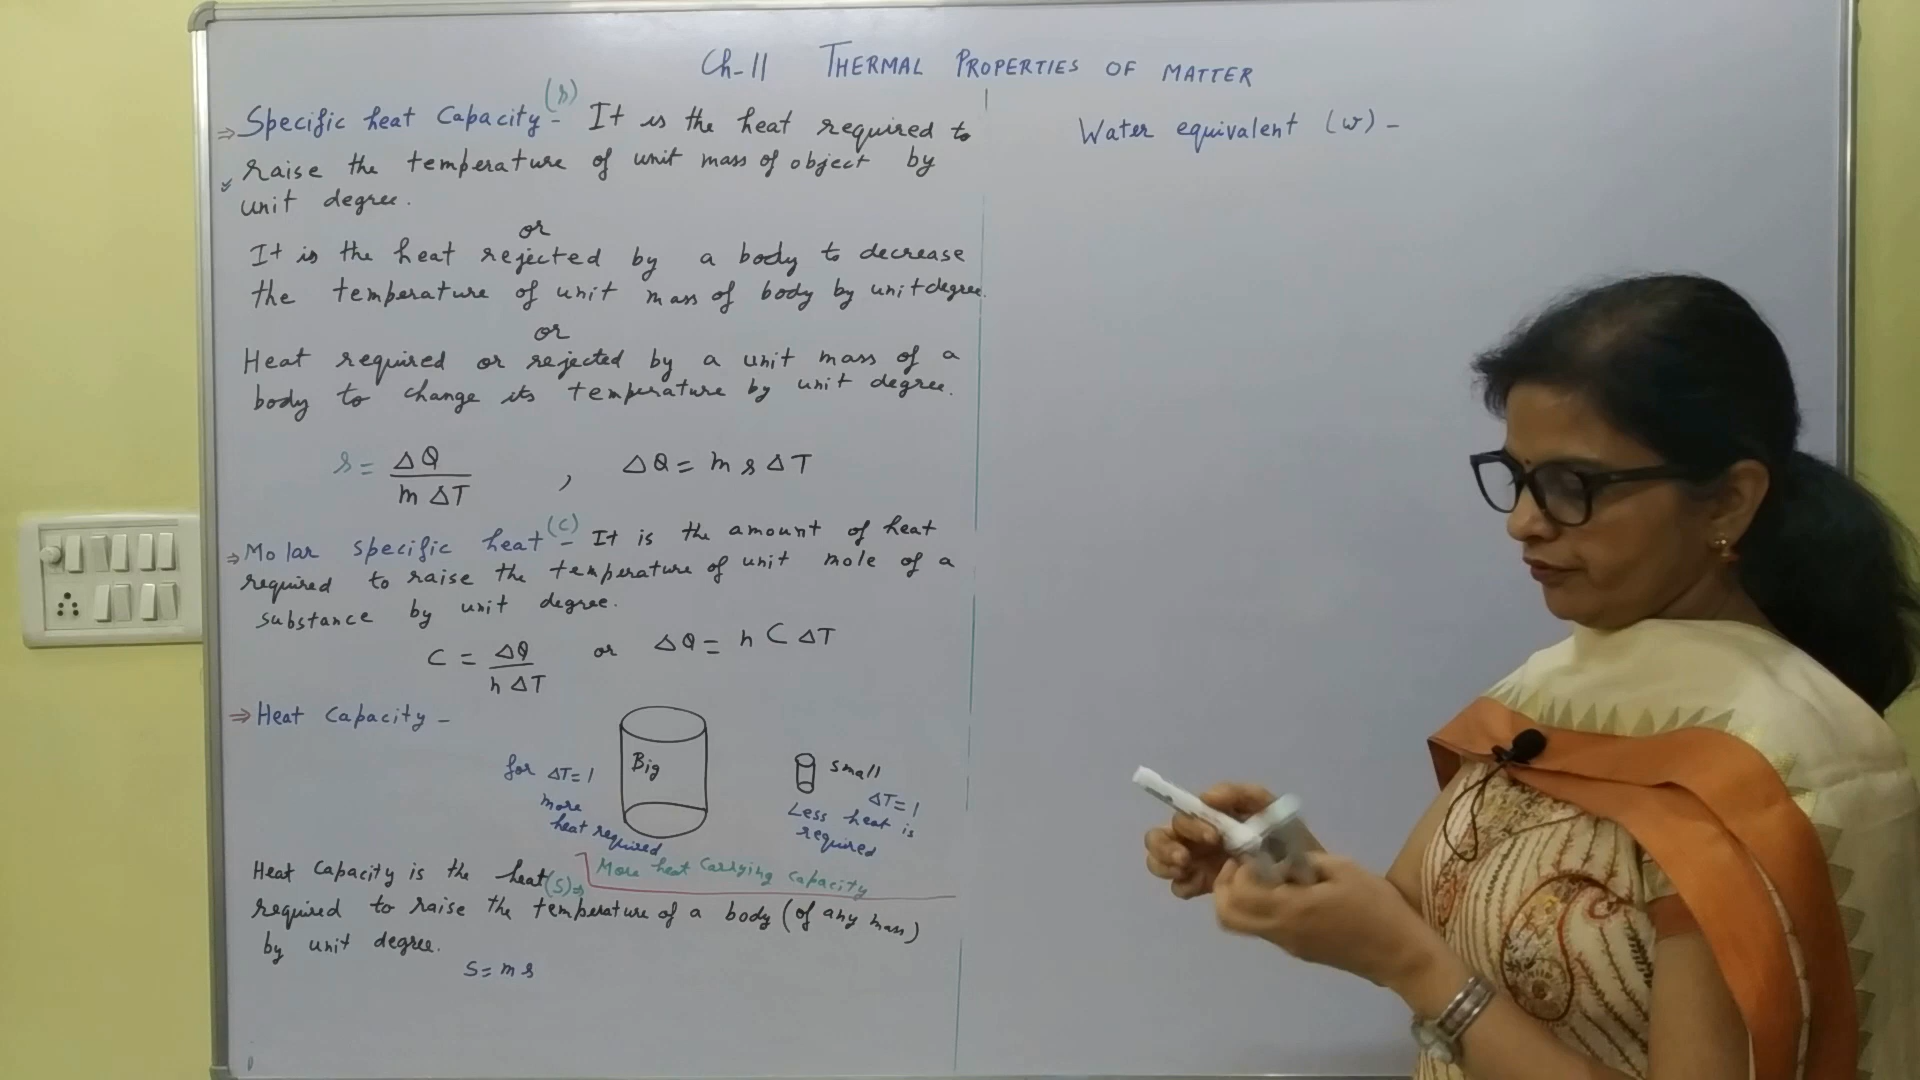 Ch-11 THERMAL PROPERTIES OF MATTER
⇒ Specific heat Capacity (s) - It is the heat required to
raise the temperature of unit mass of object by
unit degree.
or
It is the heat rejected by a body to decrease
the temperature of unit mass of body by unit degree.
or
Heat required or rejected by a unit mass of a
body to change its temperature by unit degree.
s = ΔQ / m ΔT , ΔQ = m s ΔT
⇒ Molar specific heat (C) - It is the amount of heat
required to raise the temperature of unit mole of a
substance by unit degree.
C = ΔQ / n ΔT or ΔQ = n C ΔT
⇒ Heat Capacity -
for ΔT = 1
more
heat required
Big
small
ΔT = 1
Less heat is
required
More heat carrying capacity
Heat Capacity is the heat (S) ⇒
required to raise the temperature of a body (of any mass)
by unit degree.
S = m s
Water equivalent (w) -